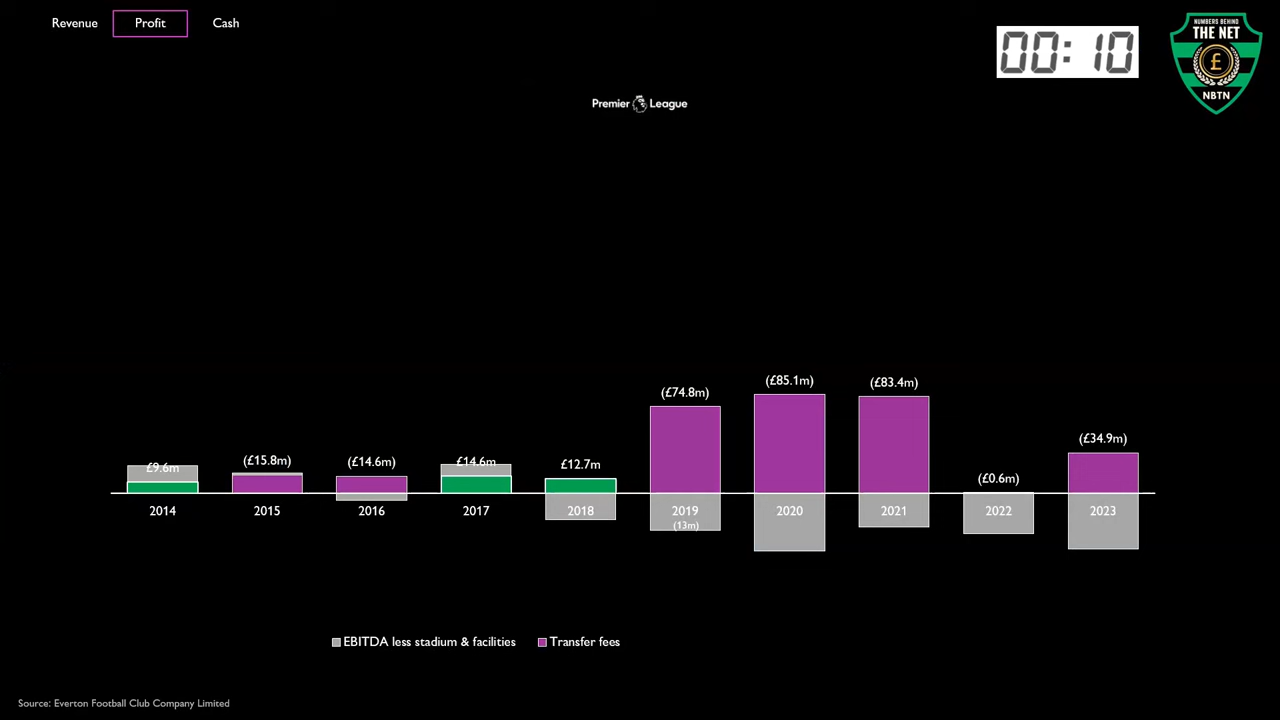 Revenue Profit Cash
00:10
NUMBERS BEHIND
THE NET
£
NBTN
Premier League
(£85.1m)
(£83.4m)
(£74.8m)
(£34.9m)
£9.6m (£15.8m) (£14.6m) £14.6m £12.7m
(£0.6m)
2014 2015 2016 2017 2018 2019 2020 2021 2022 2023
(13m)
EBITDA less stadium & facilities Transfer fees
Source: Everton Football Club Company Limited